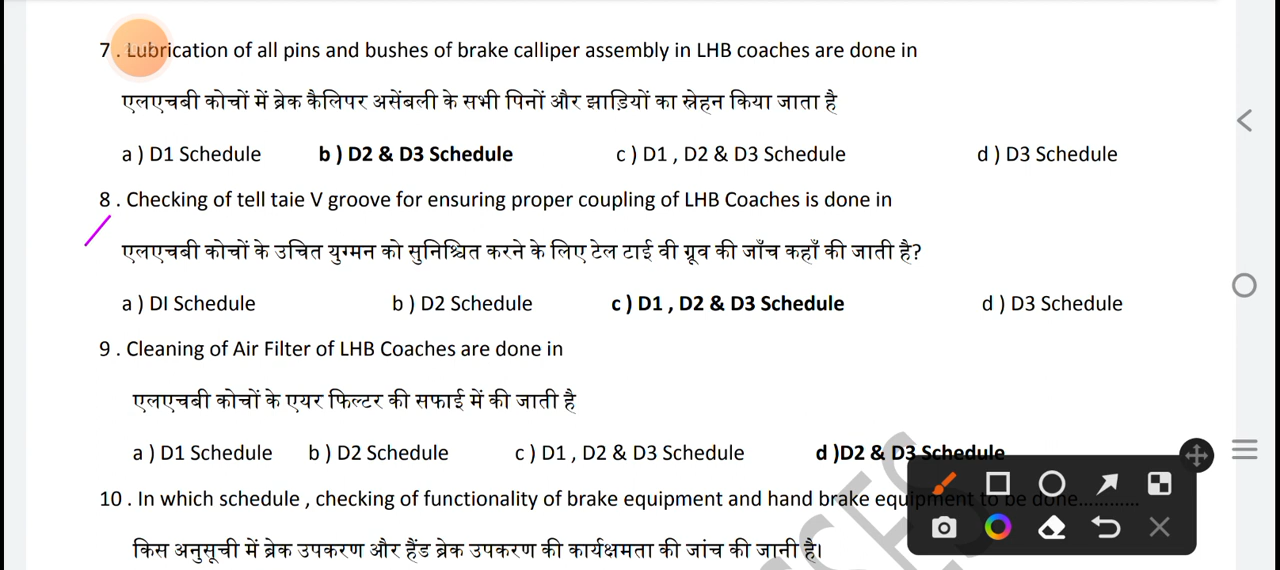 7 . Lubrication of all pins and bushes of brake calliper assembly in LHB coaches are done in
एलएचबी कोचों में ब्रेक कैलिपर असेंबली के सभी पिनों और झाड़ियों का स्नेहन किया जाता है
a ) D1 Schedule b ) D2 & D3 Schedule c ) D1 , D2 & D3 Schedule d ) D3 Schedule
8 . Checking of tell taie V groove for ensuring proper coupling of LHB Coaches is done in
एलएचबी कोचों के उचित युग्मन को सुनिश्चित करने के लिए टेल टाई वी ग्रूव की जाँच कहाँ की जाती है?
a ) DI Schedule b ) D2 Schedule c ) D1 , D2 & D3 Schedule d ) D3 Schedule
9 . Cleaning of Air Filter of LHB Coaches are done in
एलएचबी कोचों के एयर फिल्टर की सफाई में की जाती है
a ) D1 Schedule b ) D2 Schedule c ) D1 , D2 & D3 Schedule d )D2 & D3 Schedule
10 . In which schedule , checking of functionality of brake equipment and hand brake equipment to be done............
किस अनुसूची में ब्रेक उपकरण और हैंड ब्रेक उपकरण की कार्यक्षमता की जांच की जानी है।